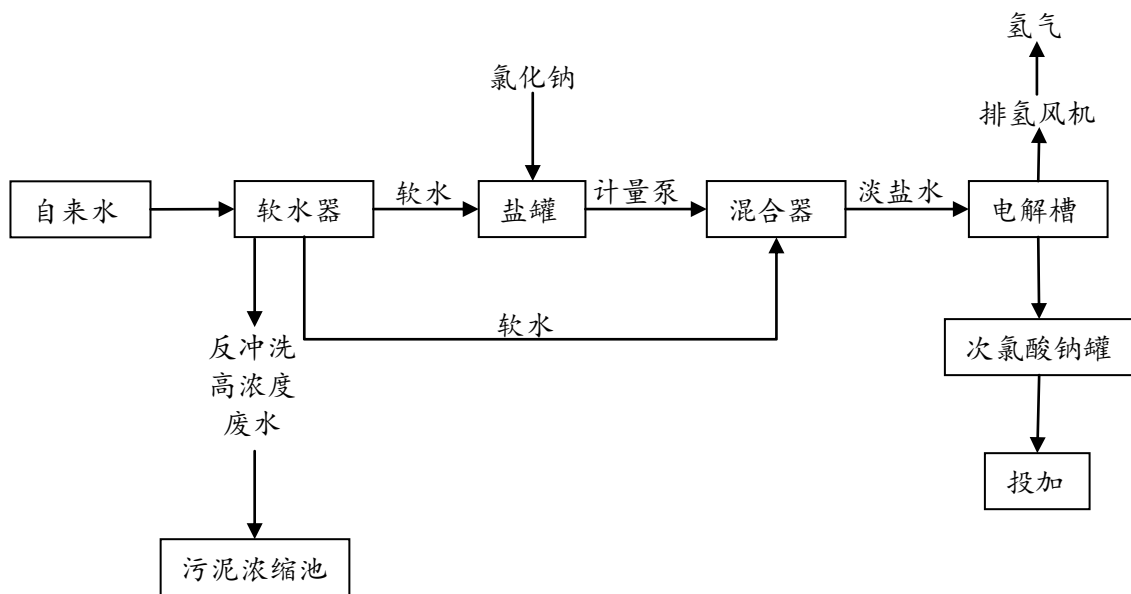 氢气
氯化钠
排氢风机
自来水
软水器
软水
盐罐
计量泵
混合器
淡盐水
电解槽
软水
反冲洗
高浓度
废水
次氯酸钠罐
投加
污泥浓缩池